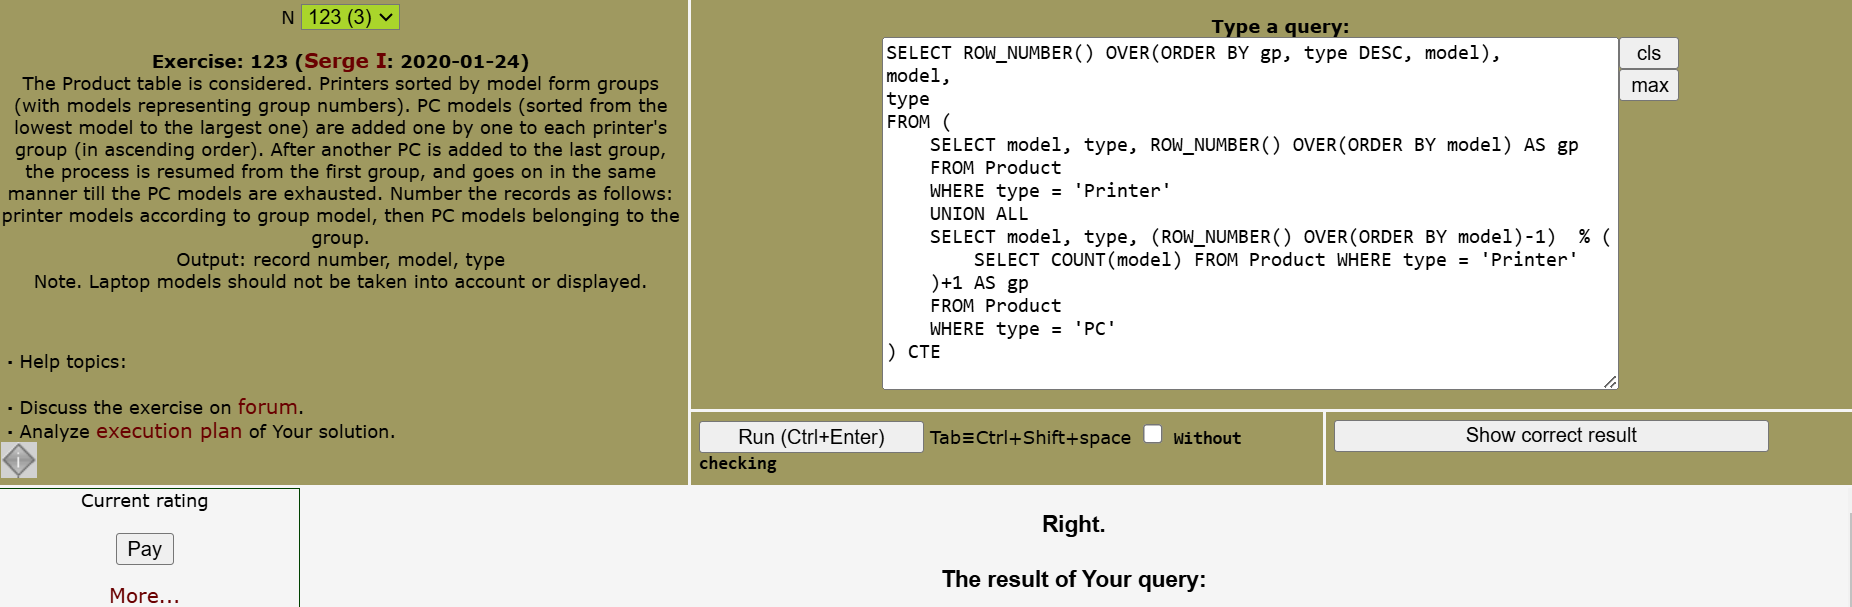 N 123 (3)
Exercise: 123 (Serge I: 2020-01-24)
The Product table is considered. Printers sorted by model form groups
(with models representing group numbers). PC models (sorted from the
lowest model to the largest one) are added one by one to each printer's
group (in ascending order). After another PC is added to the last group,
the process is resumed from the first group, and goes on in the same
manner till the PC models are exhausted. Number the records as follows:
printer models according to group model, then PC models belonging to the
group.
Output: record number, model, type
Note. Laptop models should not be taken into account or displayed.
· Help topics:
· Discuss the exercise on forum.
· Analyze execution plan of Your solution.
i
Type a query:
SELECT ROW_NUMBER() OVER(ORDER BY gp, type DESC, model),
model,
type
FROM (
    SELECT model, type, ROW_NUMBER() OVER(ORDER BY model) AS gp
    FROM Product
    WHERE type = 'Printer'
    UNION ALL
    SELECT model, type, (ROW_NUMBER() OVER(ORDER BY model)-1)  % (
        SELECT COUNT(model) FROM Product WHERE type = 'Printer'
    )+1 AS gp
    FROM Product
    WHERE type = 'PC'
) CTE
cls
max
Run (Ctrl+Enter) Tab≡Ctrl+Shift+space Without
checking
Show correct result
Current rating
Pay
More...
Right.
The result of Your query: